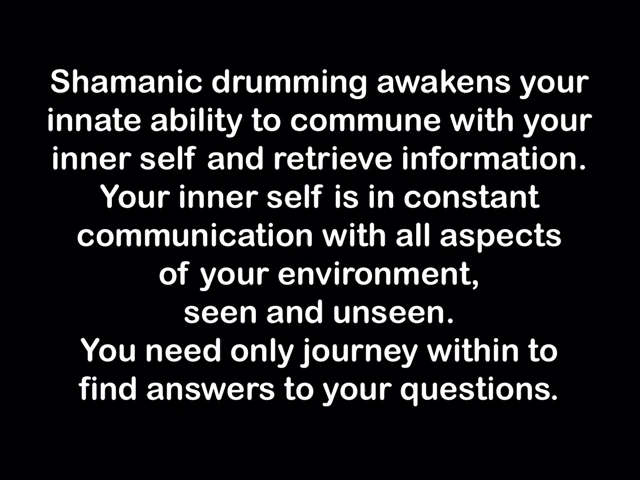 Shamanic drumming awakens your
innate ability to commune with your
inner self and retrieve information.
Your inner self is in constant
communication with all aspects
of your environment,
seen and unseen.
You need only journey within to
find answers to your questions.